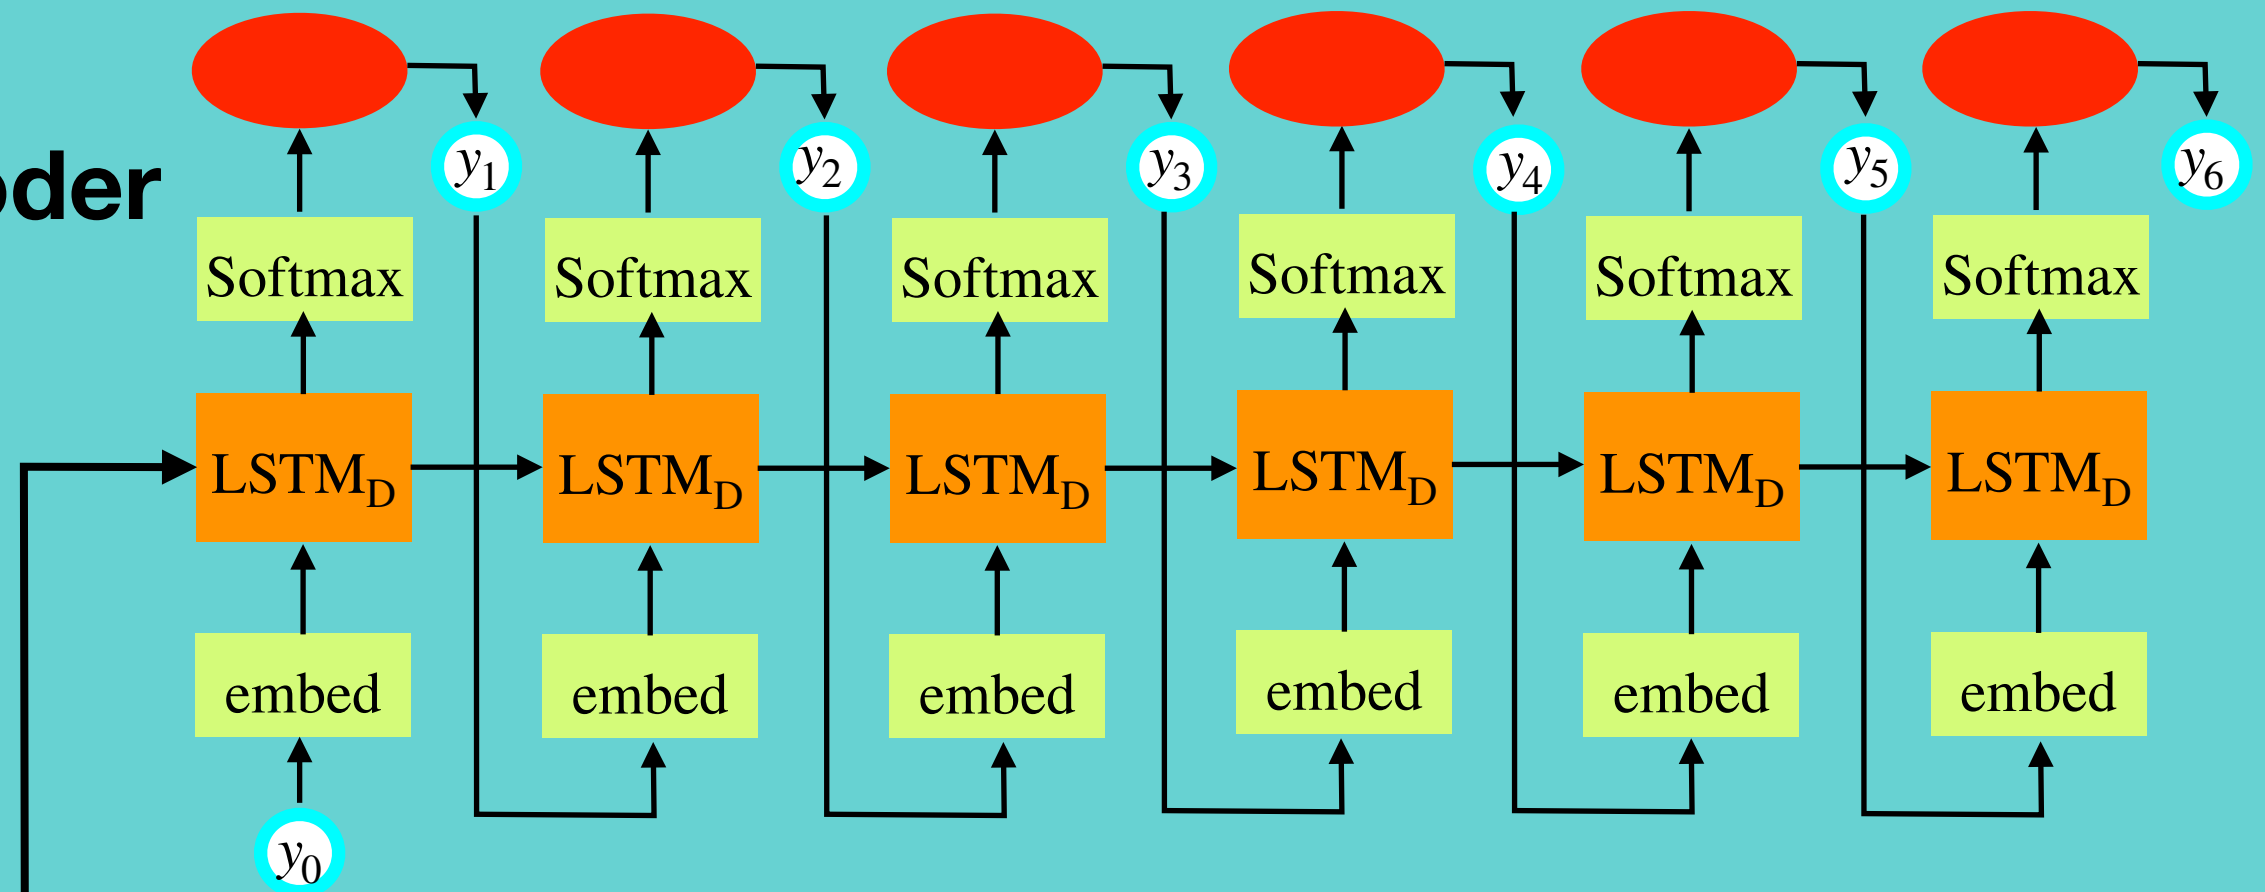 oder
y1 y2 y3 y4 y5 y6
Softmax Softmax Softmax Softmax Softmax Softmax
LSTMD LSTMD LSTMD LSTMD LSTMD LSTMD
embed embed embed embed embed embed
y0